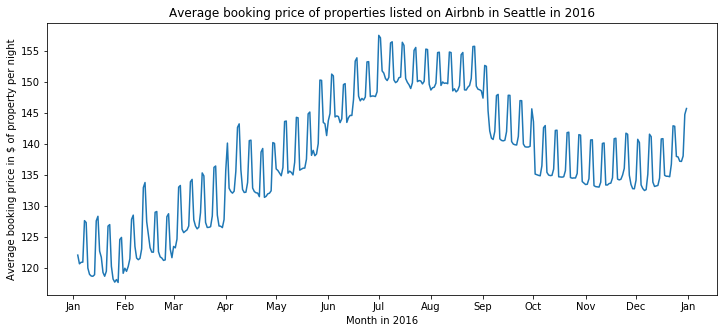 Average booking price of properties listed on Airbnb in Seattle in 2016
Average booking price in $ of property per night
155
150
145
140
135
130
125
120
Jan Feb Mar Apr May Jun Jul Aug Sep Oct Nov Dec Jan
Month in 2016